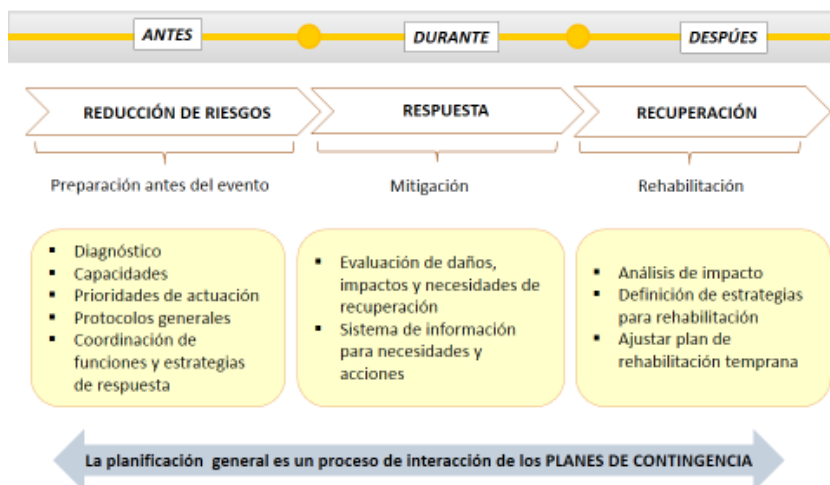 ANTES
DURANTE
DESPÚES
REDUCCIÓN DE RIESGOS
RESPUESTA
RECUPERACIÓN
Preparación antes del evento
Mitigación
Rehabilitación
▪ Diagnóstico
▪ Capacidades
▪ Prioridades de actuación
▪ Protocolos generales
▪ Coordinación de
funciones y estrategias
de respuesta
▪ Evaluación de daños,
impactos y necesidades de
recuperación
▪ Sistema de información
para necesidades y
acciones
▪ Análisis de impacto
▪ Definición de estrategias
para rehabilitación
▪ Ajustar plan de
rehabilitación temprana
La planificación general es un proceso de interacción de los PLANES DE CONTINGENCIA